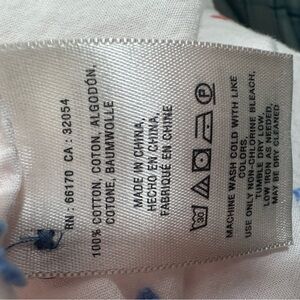 RN : 66170 CA : 32054
100% COTTON, COTON, ALGODÓN,
COTONE, BAUMWOLLE
MADE IN CHINA,
HECHO EN CHINA,
FABRIQUÉ EN CHINE
30
P
MACHINE WASH COLD WITH LIKE
COLORS.
USE ONLY NON-CHLORINE BLEACH.
TUMBLE DRY LOW.
LOW IRON AS NEEDED.
MAY BE DRY CLEANED